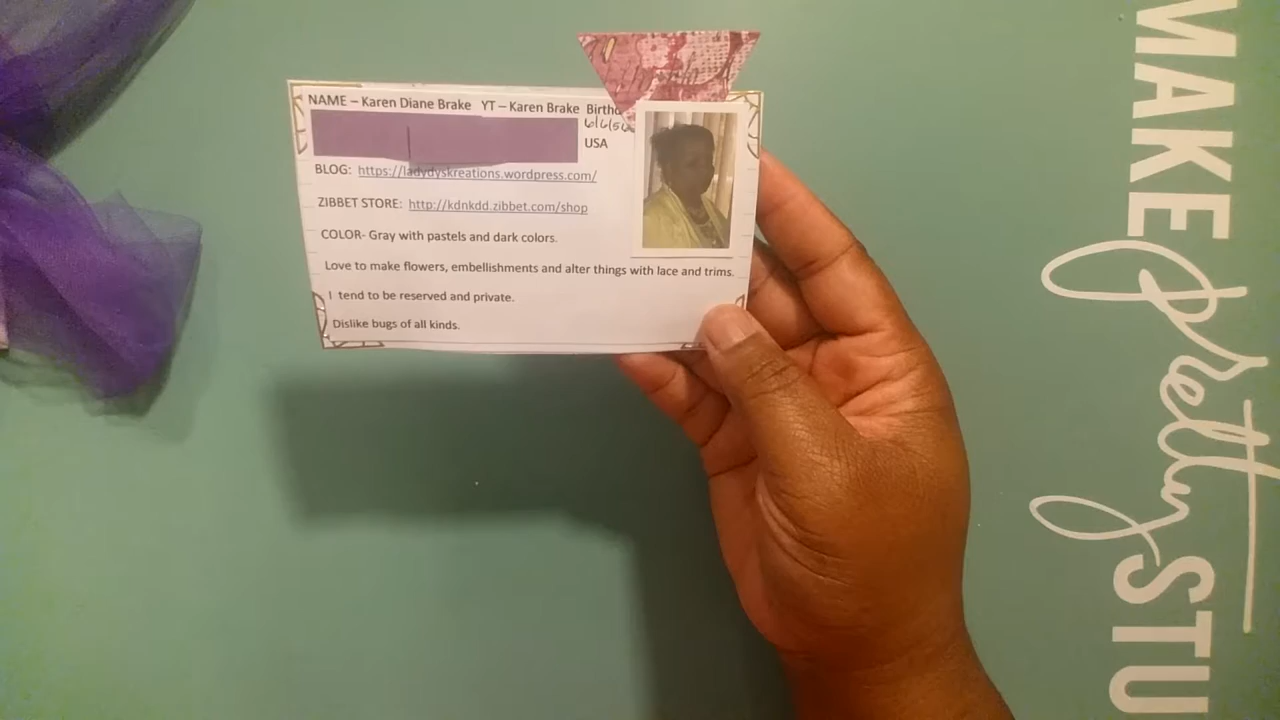 NAME – Karen Diane Brake YT – Karen Brake
USA
BLOG: https://ladydyskreations.wordpress.com/
ZIBBET STORE: http://kdnkdd.zibbet.com/shop
COLOR- Gray with pastels and dark colors.
Love to make flowers, embellishments and alter things with lace and trims.
I tend to be reserved and private.
Dislike bugs of all kinds.
MAKE
pretty
STU